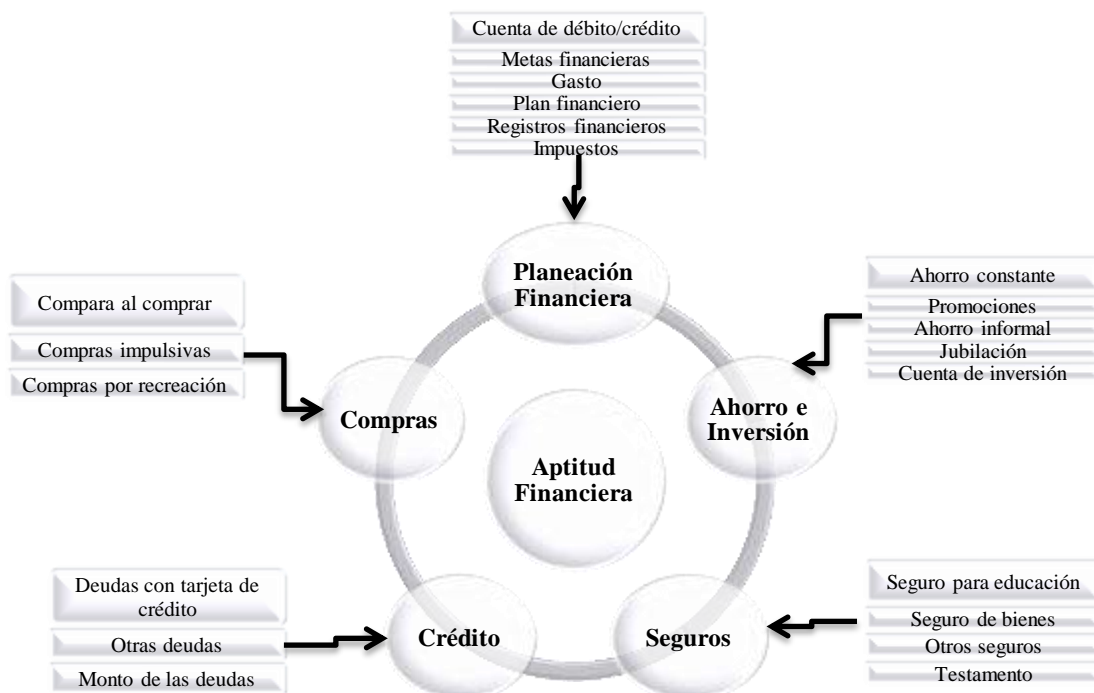 Cuenta de débito/crédito
Metas financieras
Gasto
Plan financiero
Registros financieros
Impuestos
Planeación
Financiera
Ahorro constante
Promociones
Ahorro informal
Jubilación
Cuenta de inversión
Compara al comprar
Compras impulsivas
Compras por recreación
Compras
Ahorro e
Inversión
Aptitud
Financiera
Deudas con tarjeta de
crédito
Otras deudas
Monto de las deudas
Crédito
Seguros
Seguro para educación
Seguro de bienes
Otros seguros
Testamento